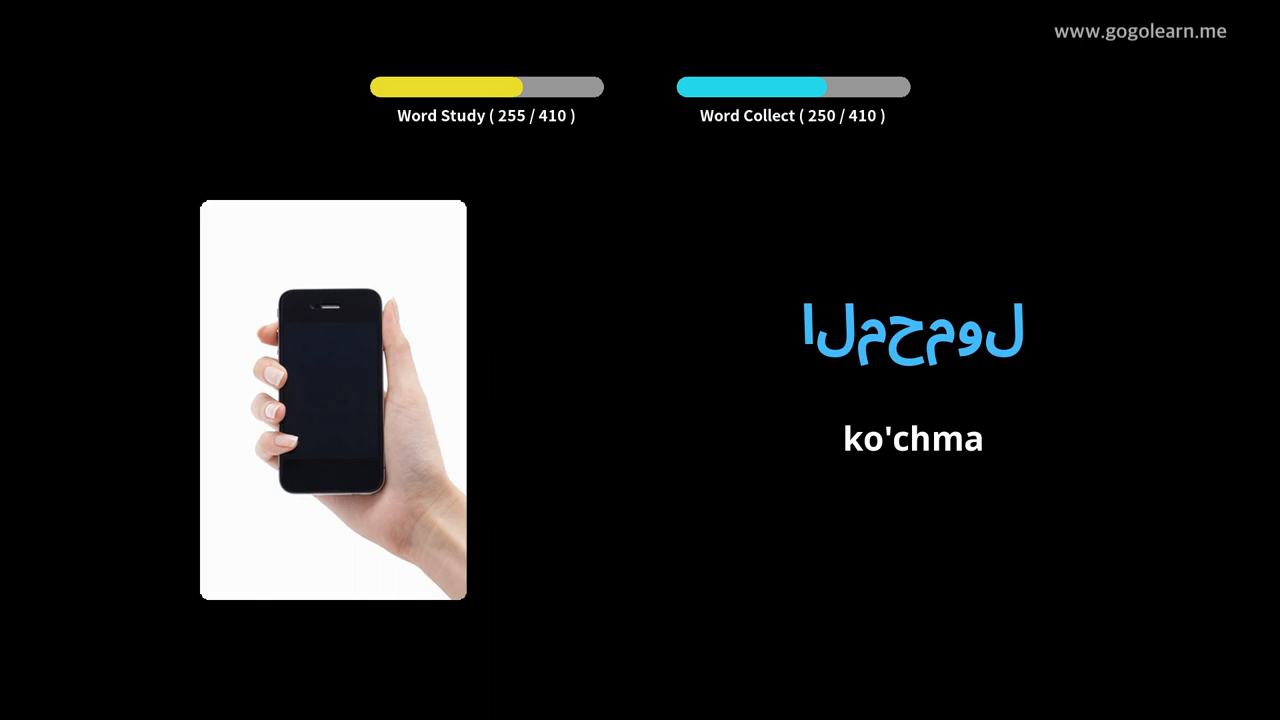 www.gogolearn.me
Word Study ( 255 / 410 )
Word Collect ( 250 / 410 )
المحمول
ko'chma